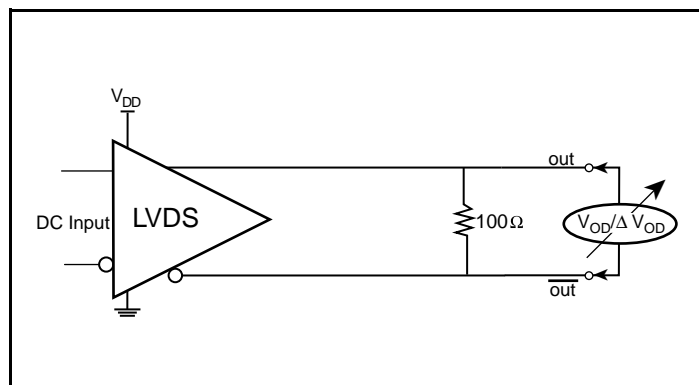 VDD
out
DC Input
LVDS
100Ω
VOD/Δ VOD
out